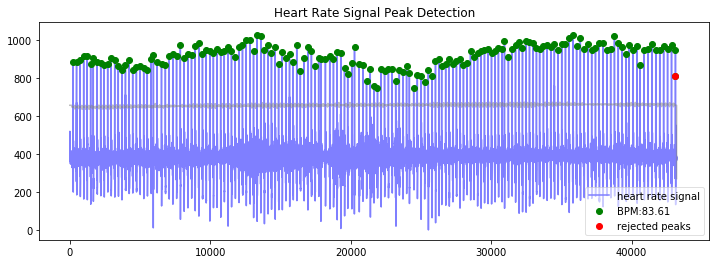 Heart Rate Signal Peak Detection
1000
800
600
400
200
0
0
10000
20000
30000
40000
heart rate signal
BPM:83.61
rejected peaks